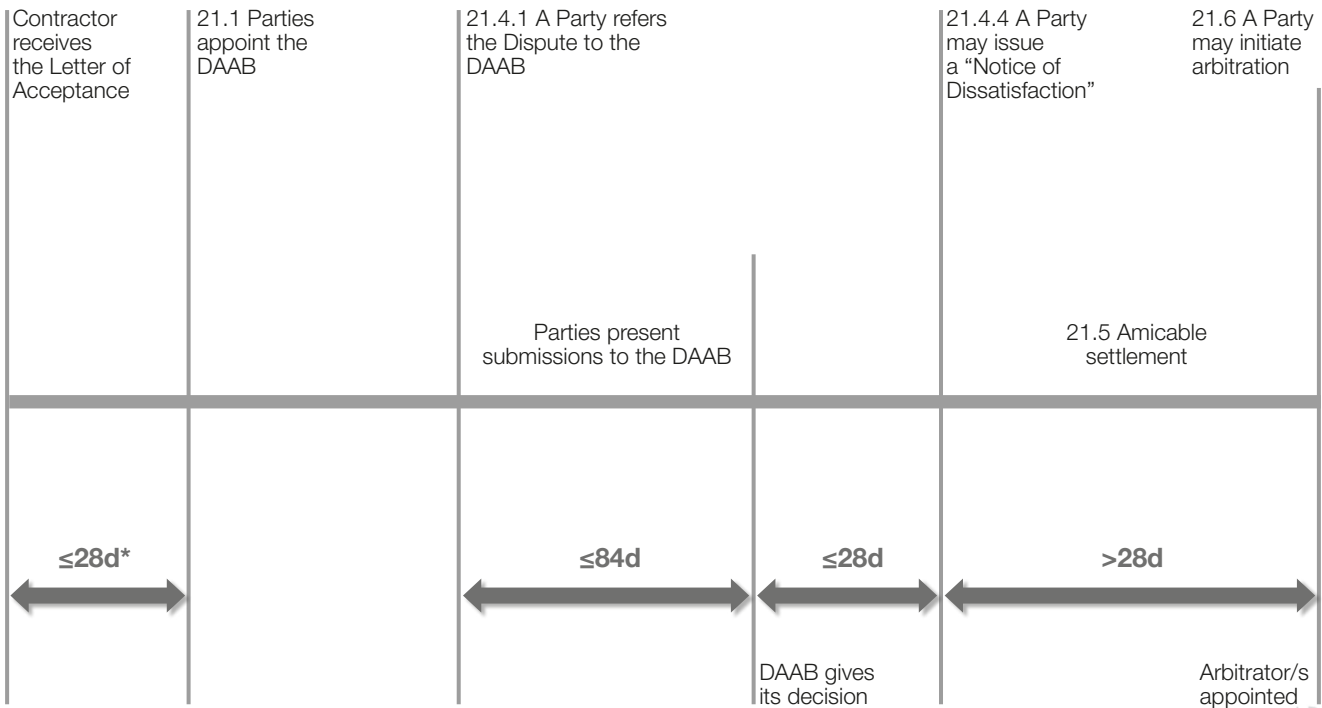 Contractor
receives
the Letter of
Acceptance
21.1 Parties
appoint the
DAAB
21.4.1 A Party refers
the Dispute to the
DAAB
21.4.4 A Party
may issue
a “Notice of
Dissatisfaction”
21.6 A Party
may initiate
arbitration
Parties present
submissions to the DAAB
21.5 Amicable
settlement
≤28d*
≤84d
≤28d
>28d
DAAB gives
its decision
Arbitrator/s
appointed